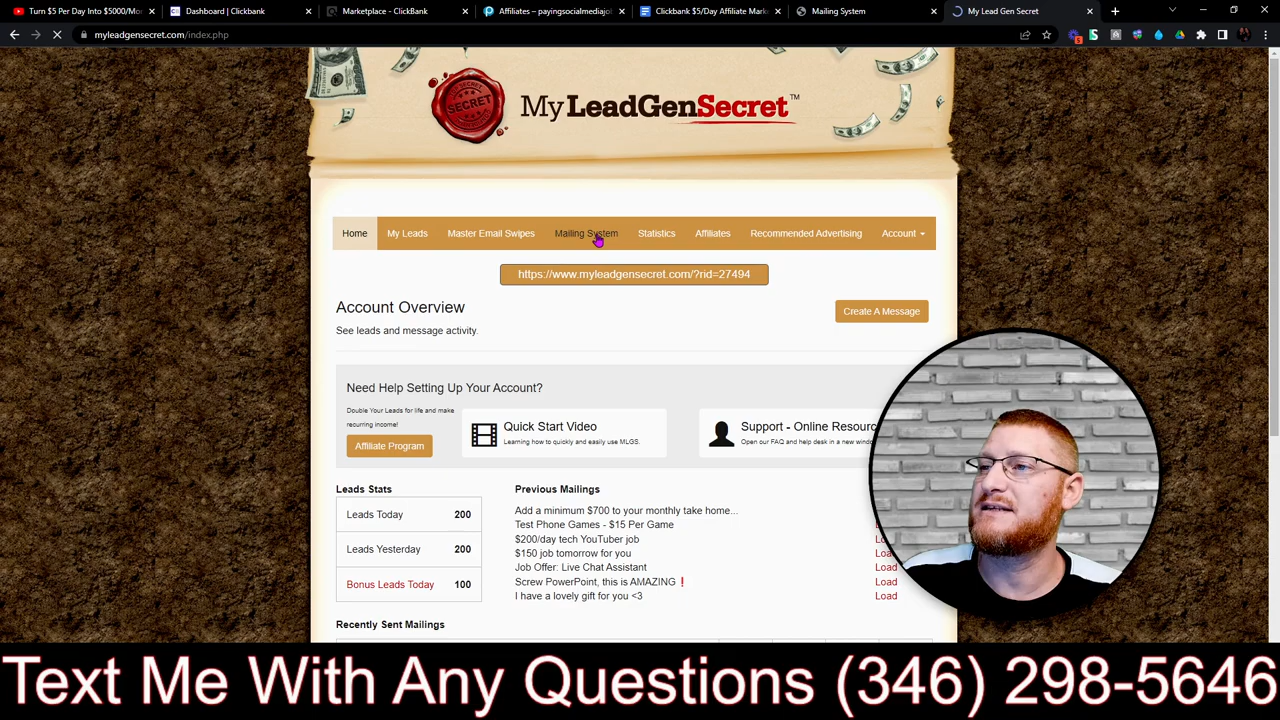 Turn $5 Per Day Into $5000/Mo
Dashboard | Clickbank
Marketplace - ClickBank
Affiliates – payingsocialmediajob
Clickbank $5/Day Affiliate Mark
Mailing System
My Lead Gen Secret
myleadgensecret.com/index.php
SECRET
MyLeadGenSecret™
Home
My Leads
Master Email Swipes
Mailing System
Statistics
Affiliates
Recommended Advertising
Account
https://www.myleadgensecret.com/?rid=27494
Account Overview
Create A Message
See leads and message activity.
Need Help Setting Up Your Account?
Double Your Leads for life and make
recurring income!
Affiliate Program
Quick Start Video
Learning how to quickly and easily use MLGS.
Support - Online Resourc
Open our FAQ and help desk in a new windo
Leads Stats
Leads Today 200
Leads Yesterday 200
Bonus Leads Today 100
Previous Mailings
Add a minimum $700 to your monthly take home...
Test Phone Games - $15 Per Game Lo
$200/day tech YouTuber job Lo
$150 job tomorrow for you Loa
Job Offer: Live Chat Assistant Load
Screw PowerPoint, this is AMAZING❗ Load
I have a lovely gift for you <3 Load
Recently Sent Mailings
Text Me With Any Questions (346) 298-5646